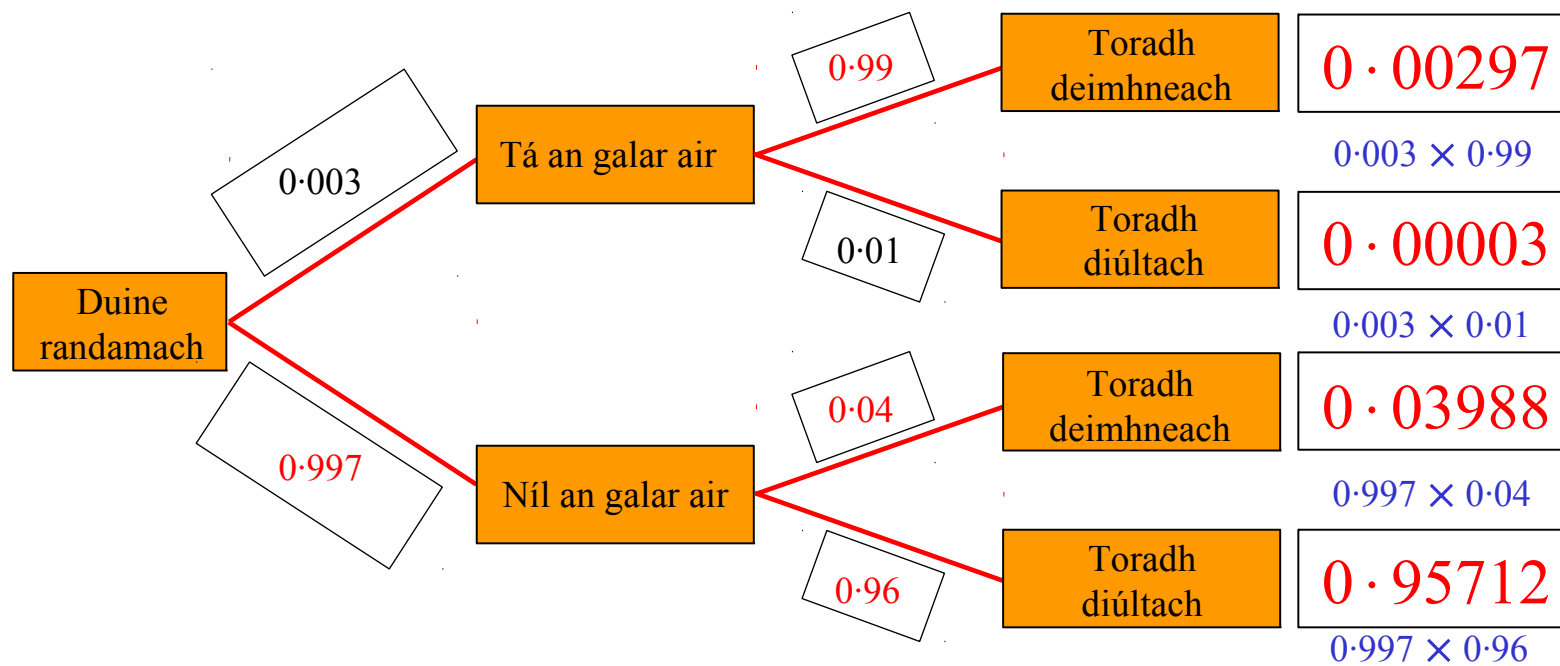 0·99
Toradh
deimhneach
0 · 00297
0·003 × 0·99
0·003
Tá an galar air
0·01
Toradh
diúltach
0 · 00003
0·003 × 0·01
Duine
randamach
0·04
Toradh
deimhneach
0 · 03988
0·997 × 0·04
0·997
Níl an galar air
0·96
Toradh
diúltach
0 · 95712
0·997 × 0·96